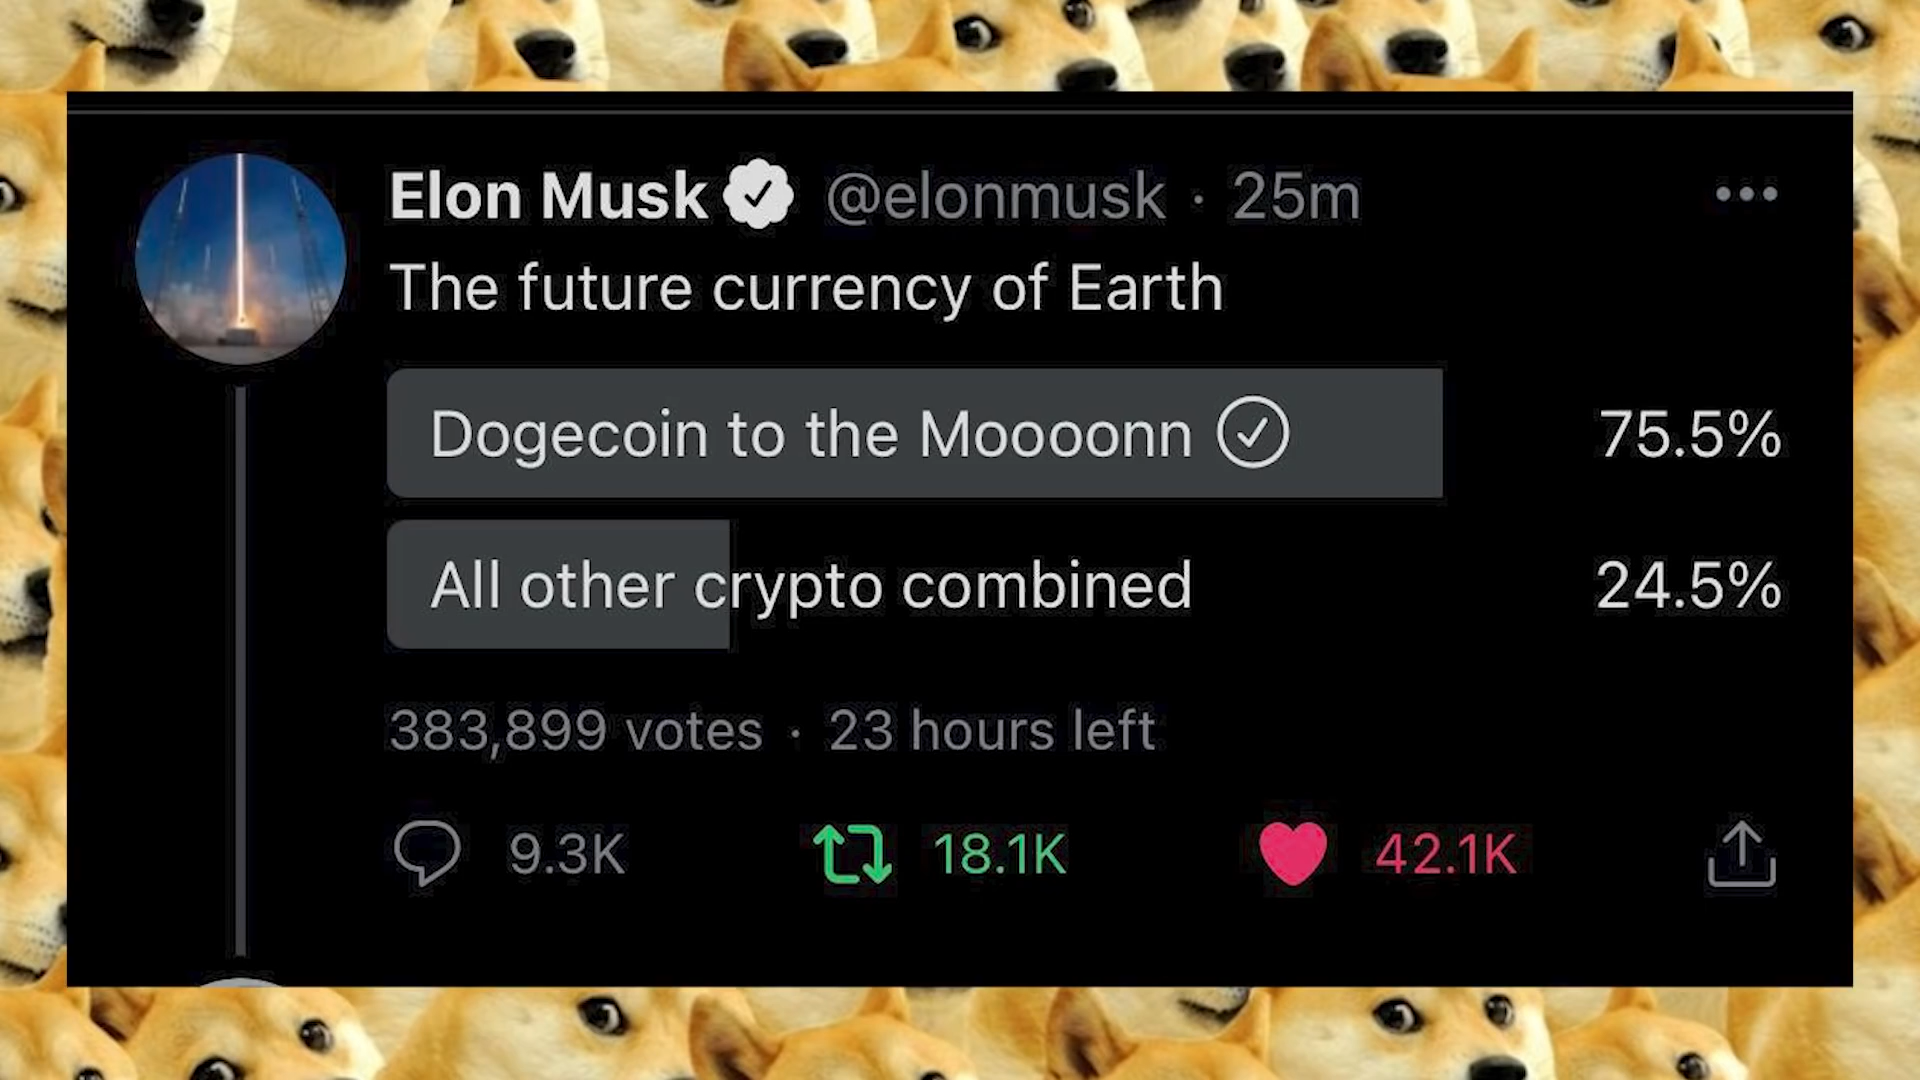 Elon Musk @elonmusk · 25m
The future currency of Earth
Dogecoin to the Moooonn 75.5%
All other crypto combined 24.5%
383,899 votes · 23 hours left
9.3K 18.1K 42.1K